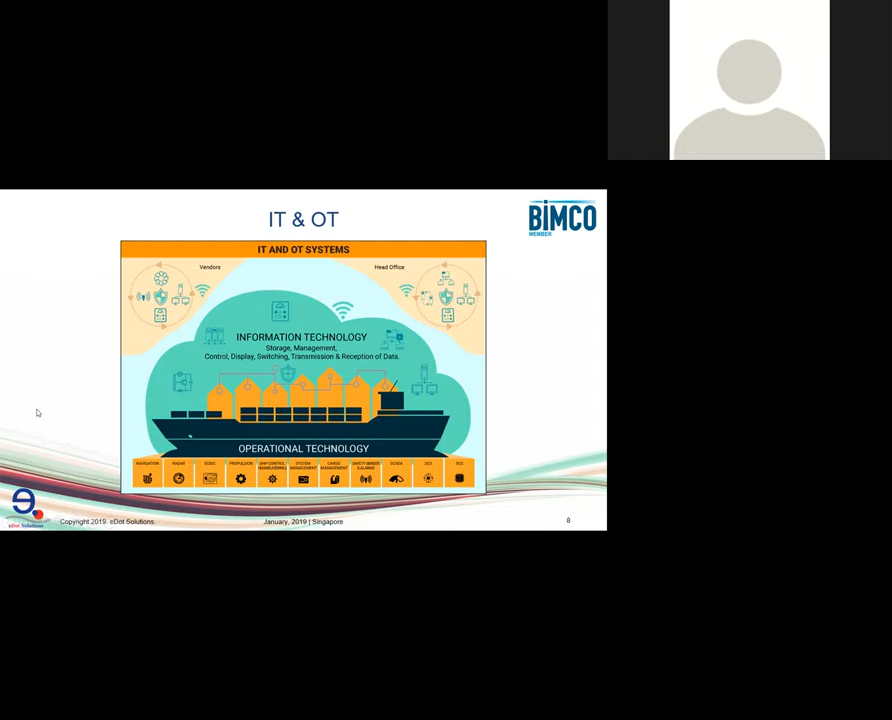 IT & OT
BIMCO
MEMBER
IT AND OT SYSTEMS
Vendors
Head Office
INFORMATION TECHNOLOGY
Storage, Management,
Control, Display, Switching, Transmission & Reception of Data.
OPERATIONAL TECHNOLOGY
NAVIGATION RADAR ECDIS PROPULSION SHIP CONTROL SYSTEM CARGO SAFETY SENSOR SCADA
MANEUVERING MANAGEMENT MANAGEMENT & ALARMS
eDot Solutions
Copyright 2019 eDot Solutions
January, 2019 | Singapore
8